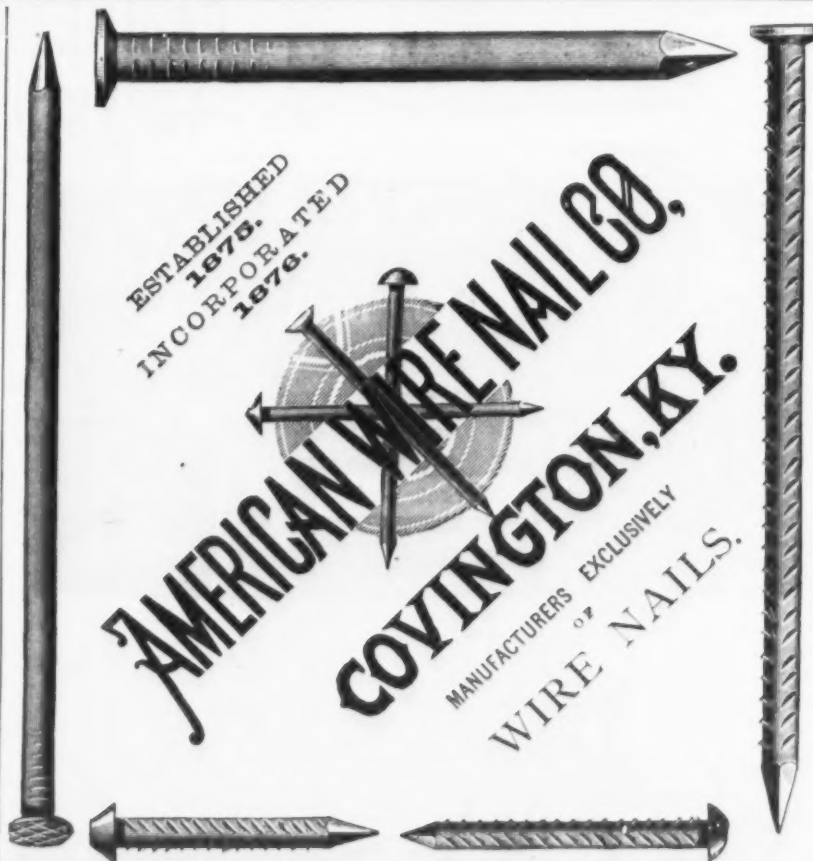 ESTABLISHED
1875.
INCORPORATED
1876.
AMERICAN WIRE NAIL CO,
COVINGTON, KY.
MANUFACTURERS EXCLUSIVELY
OF
WIRE NAILS.